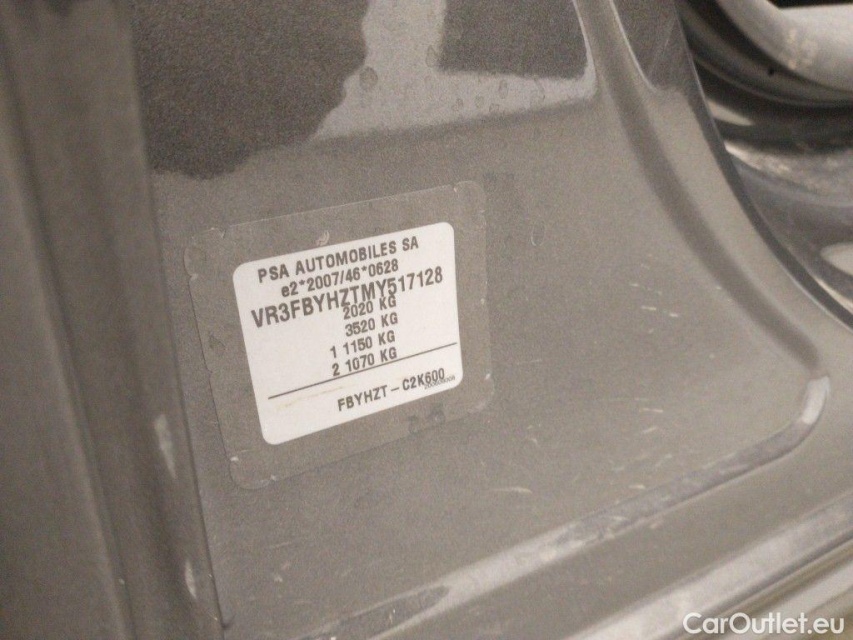 PSA AUTOMOBILES SA
e2*2007/46*0628
VR3FBYHZTMY517128
2020 KG
3520 KG
1 1150 KG
2 1070 KG
FBYHZT - C2K600
CarOutlet.eu